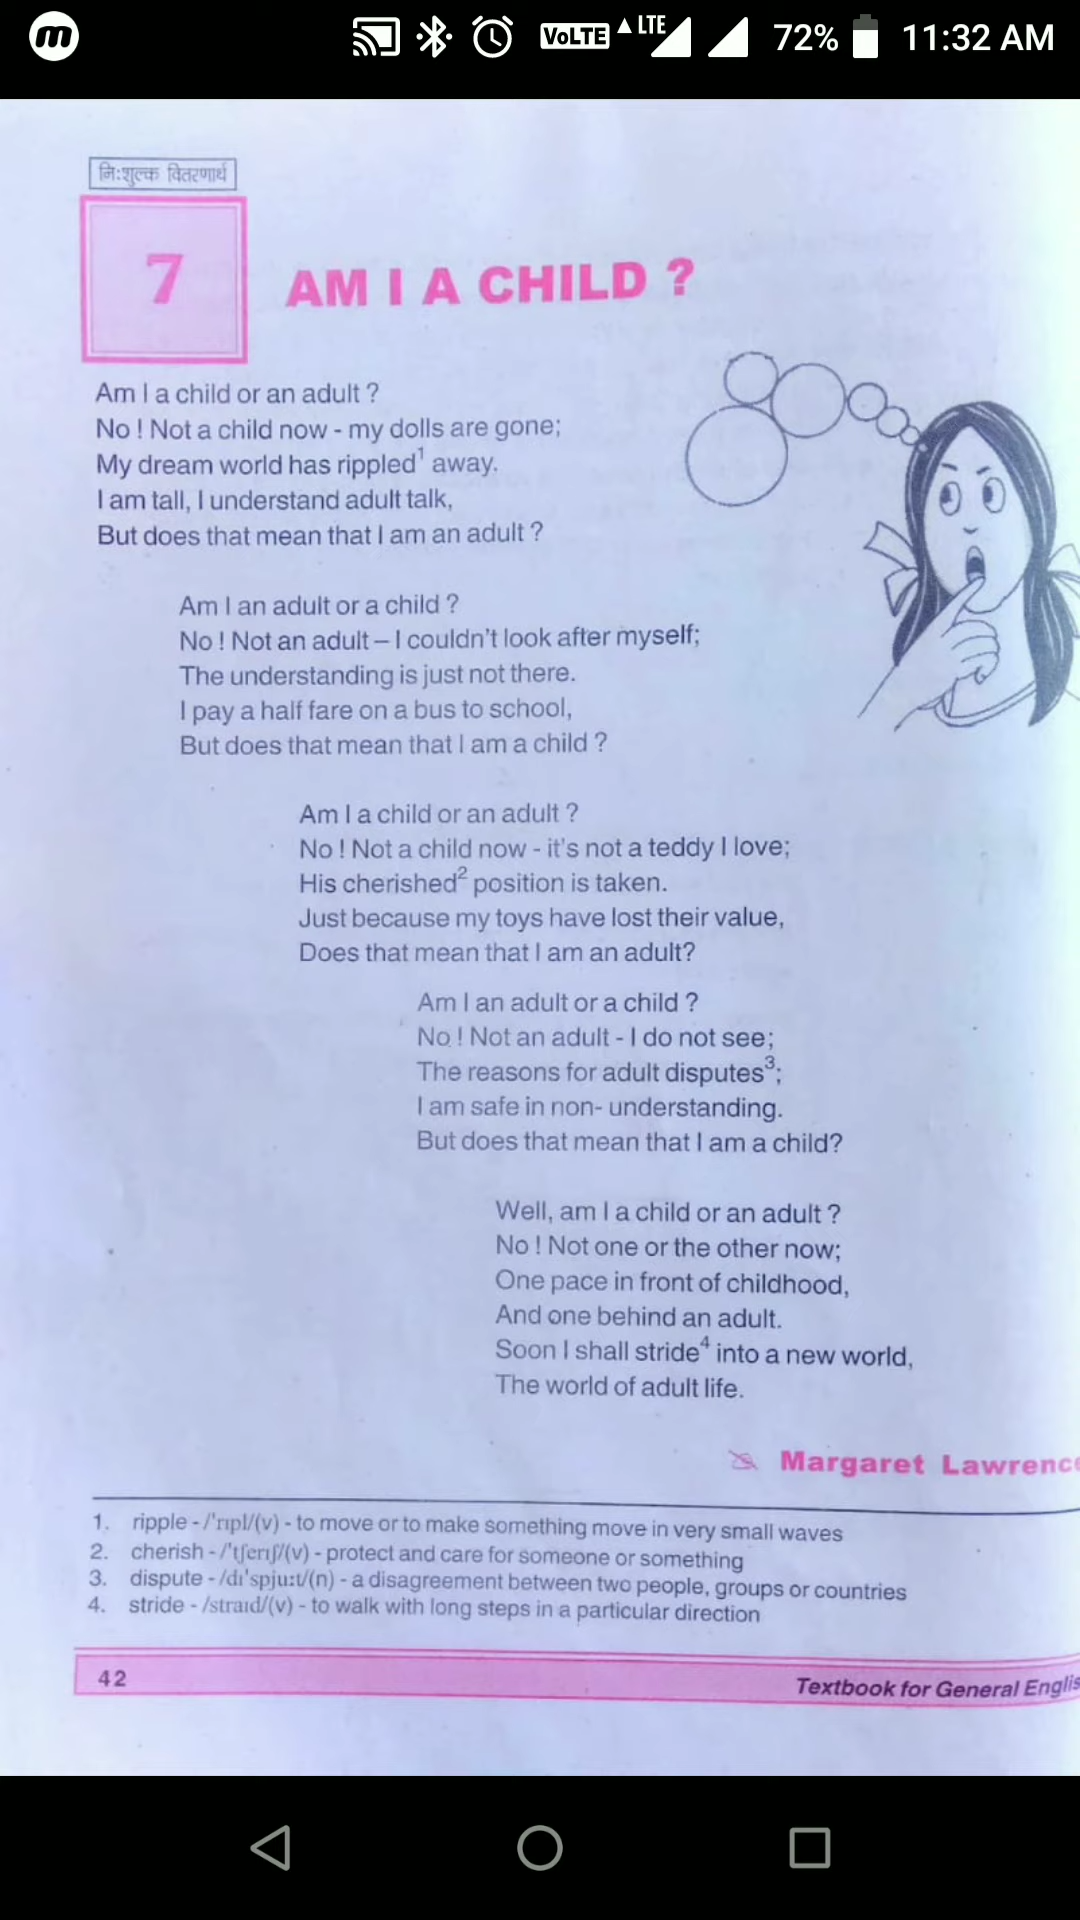 m VoLTE LTE 72% 11:32 AM
निःशुल्क वितरणार्थ
7
AM I A CHILD ?
Am I a child or an adult ?
No ! Not a child now - my dolls are gone;
My dream world has rippled¹ away.
I am tall, I understand adult talk,
But does that mean that I am an adult ?
Am I an adult or a child ?
No ! Not an adult – I couldn't look after myself;
The understanding is just not there.
I pay a half fare on a bus to school,
But does that mean that I am a child ?
Am I a child or an adult ?
No ! Not a child now - it's not a teddy I love;
His cherished² position is taken.
Just because my toys have lost their value,
Does that mean that I am an adult?
Am I an adult or a child ?
No ! Not an adult - I do not see;
The reasons for adult disputes³;
I am safe in non- understanding.
But does that mean that I am a child?
Well, am I a child or an adult ?
No ! Not one or the other now;
One pace in front of childhood,
And one behind an adult.
Soon I shall stride⁴ into a new world,
The world of adult life.
Margaret Lawrence
1. ripple - /'rɪpl/(v) - to move or to make something move in very small waves
2. cherish - /'tʃerɪʃ/(v) - protect and care for someone or something
3. dispute - /dɪ'spjuːt/(n) - a disagreement between two people, groups or countries
4. stride - /straɪd/(v) - to walk with long steps in a particular direction
42
Textbook for General Englis